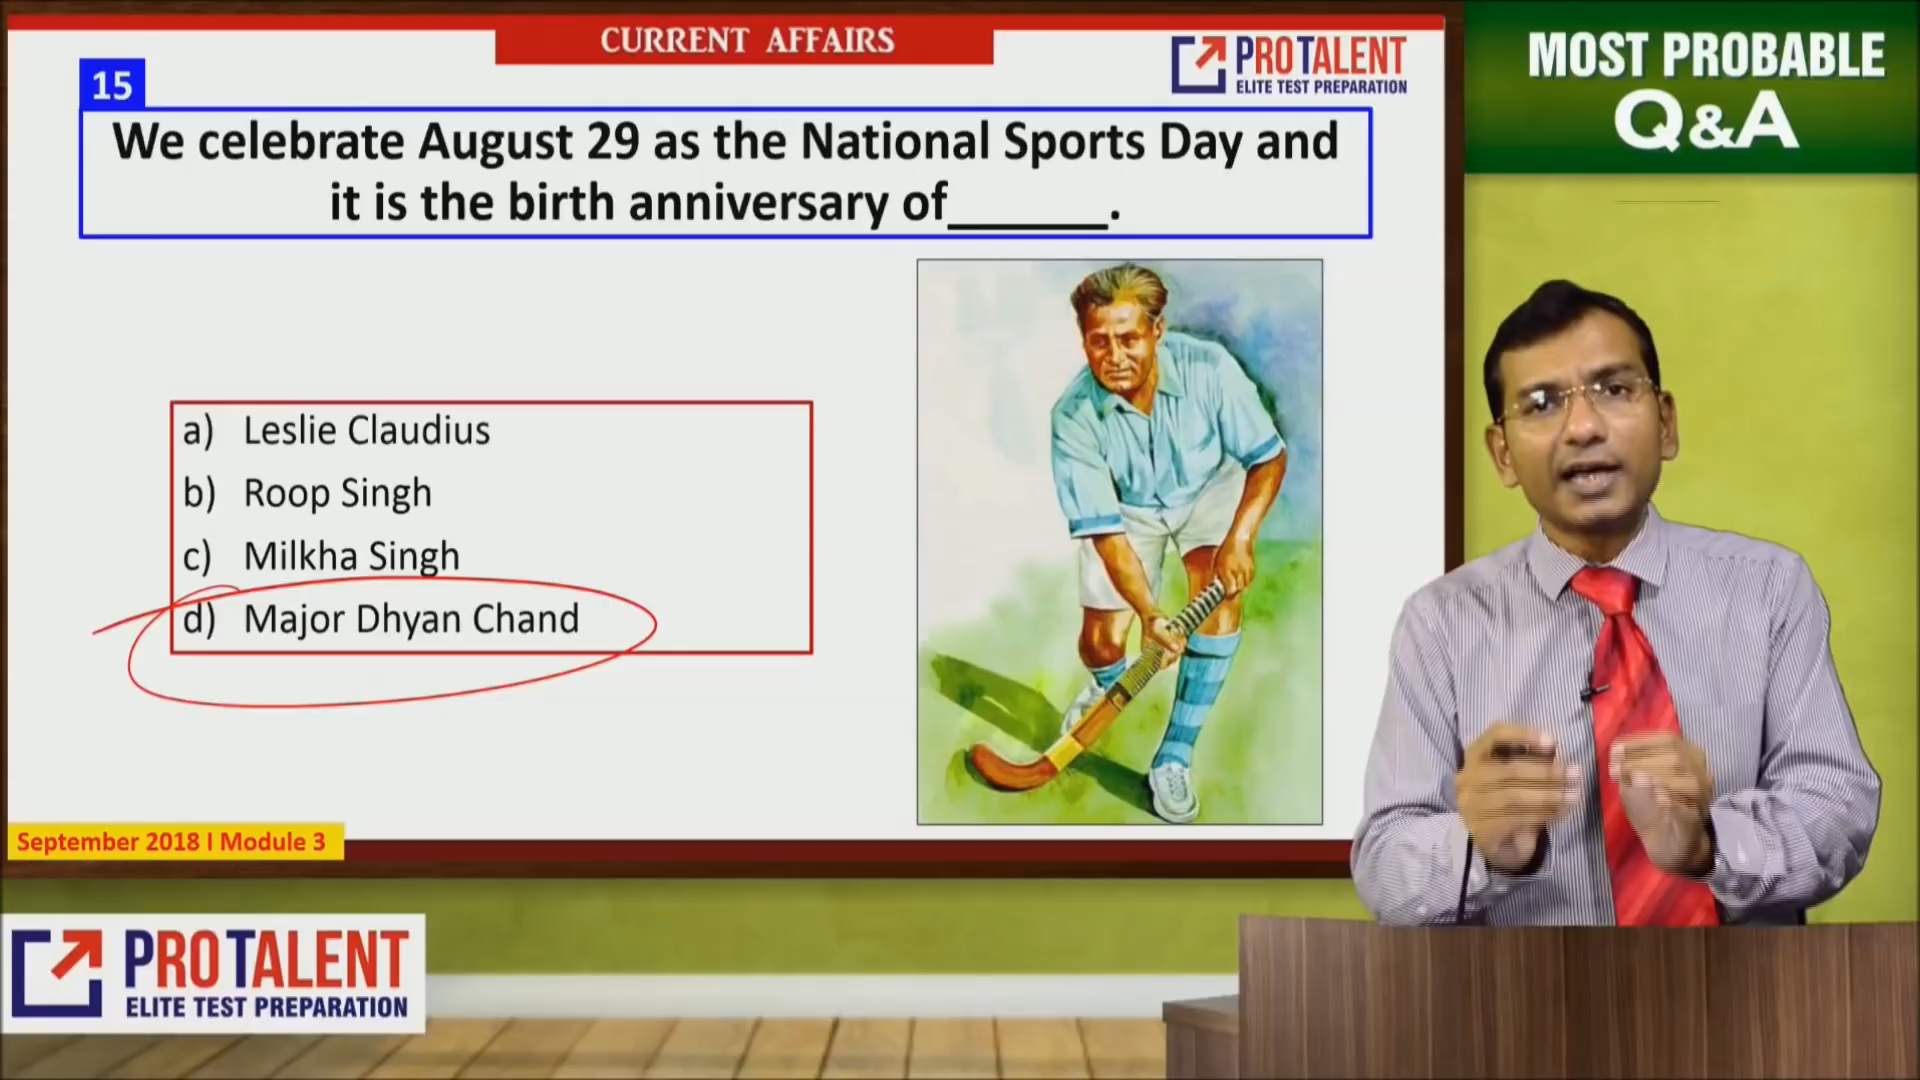 CURRENT AFFAIRS
PROTALENT
ELITE TEST PREPARATION
MOST PROBABLE
Q&A
15
We celebrate August 29 as the National Sports Day and
it is the birth anniversary of______.
a) Leslie Claudius
b) Roop Singh
c) Milkha Singh
d) Major Dhyan Chand
September 2018 I Module 3
PROTALENT
ELITE TEST PREPARATION